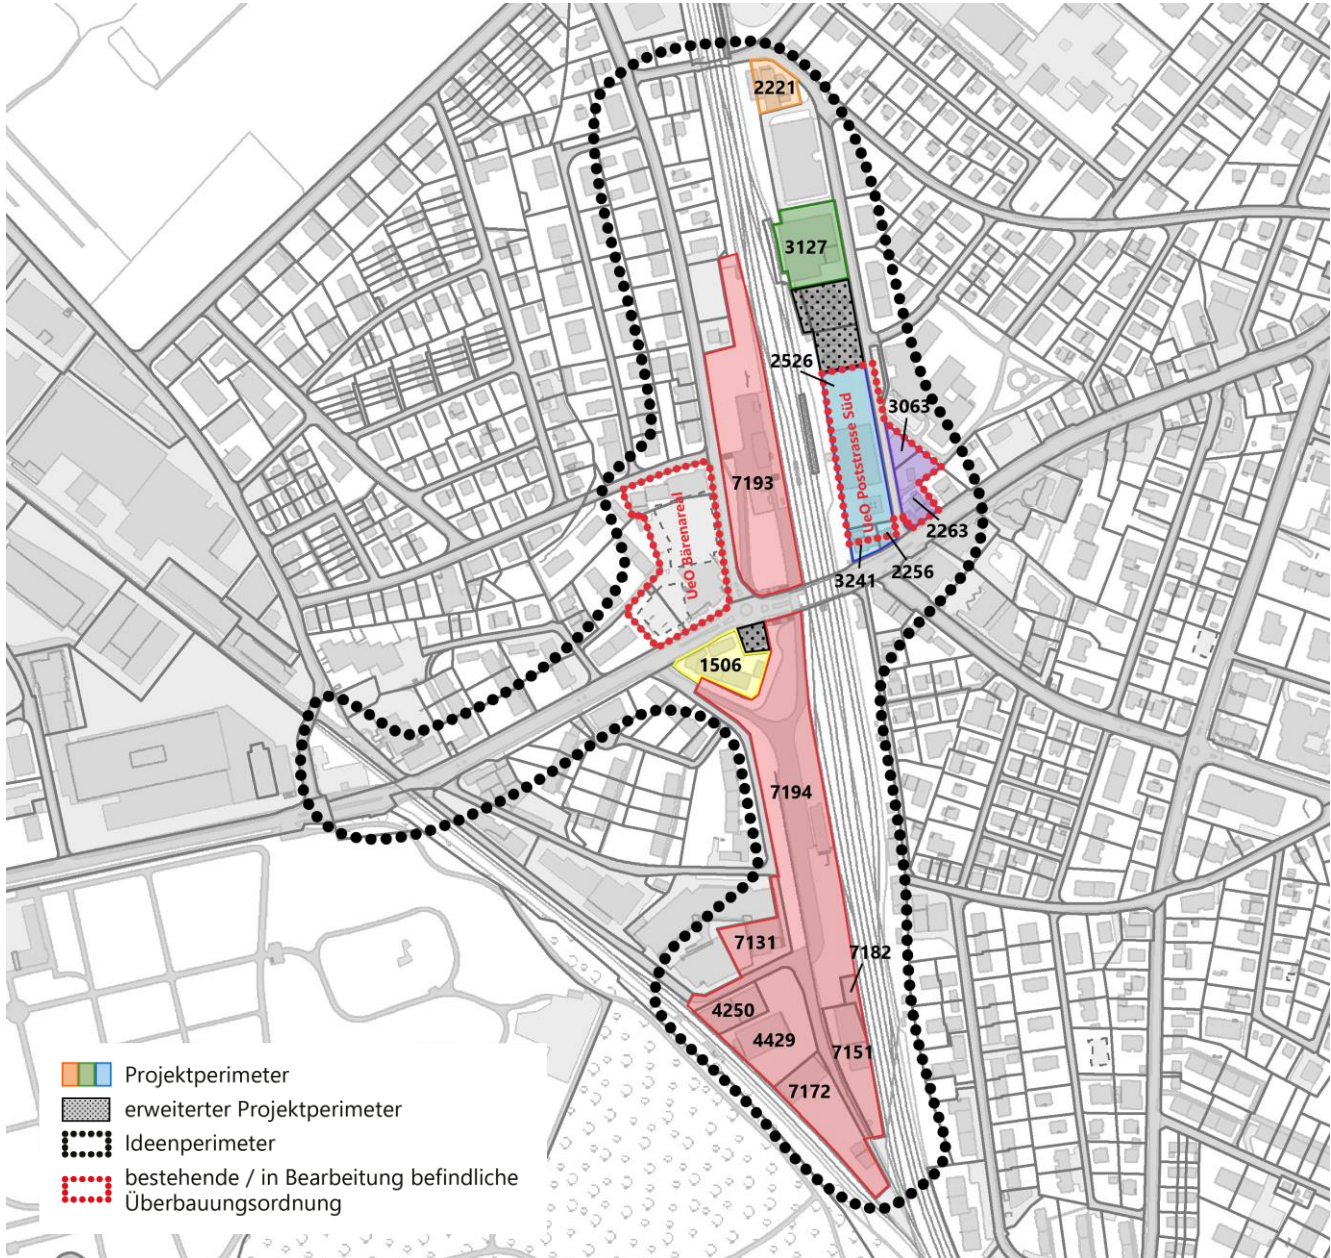 2221
3127
2526
3063
UeO Poststrasse Süd
7193
UeO Bärenareal
2263
2256
3241
1506
7194
7131
7182
4250
4429
7151
7172
Projektperimeter
erweiterter Projektperimeter
Ideenperimeter
bestehende / in Bearbeitung befindliche
Überbauungsordnung